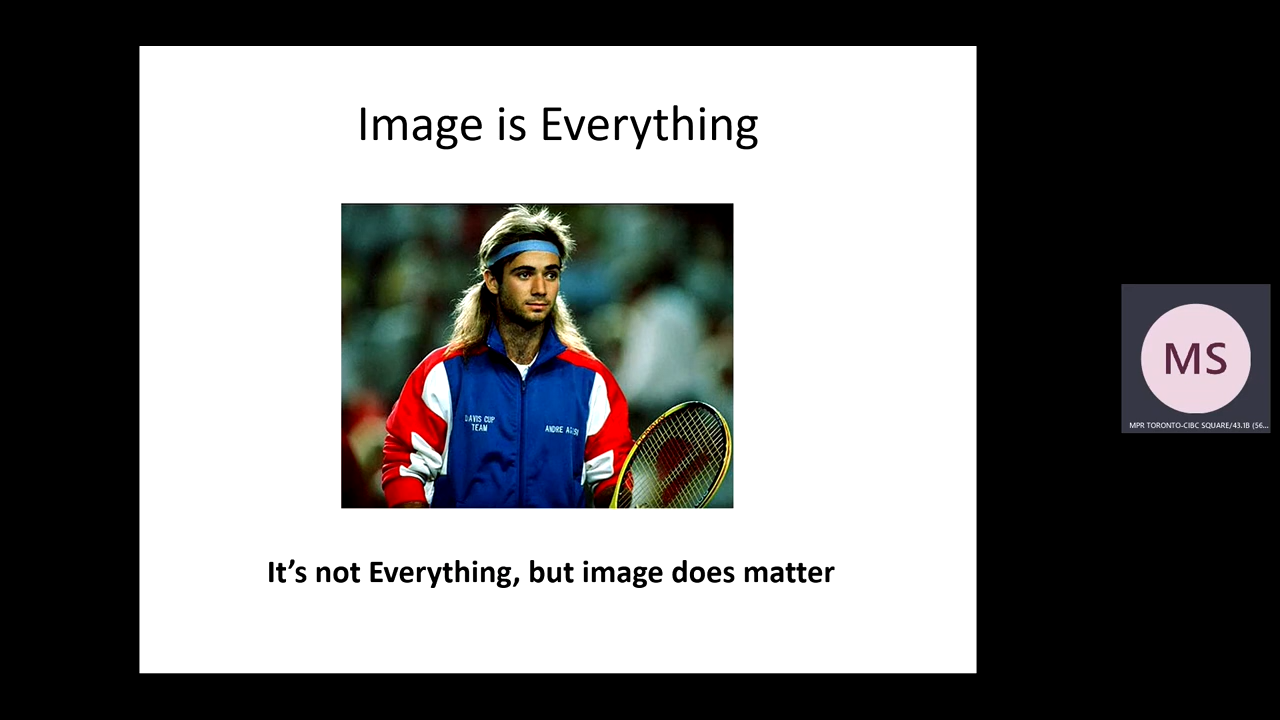 Image is Everything
DAVIS CUP
TEAM
ANDRE
It's not Everything, but image does matter
MS
MPR TORONTO-CIBC SQUARE/43.1B (56...